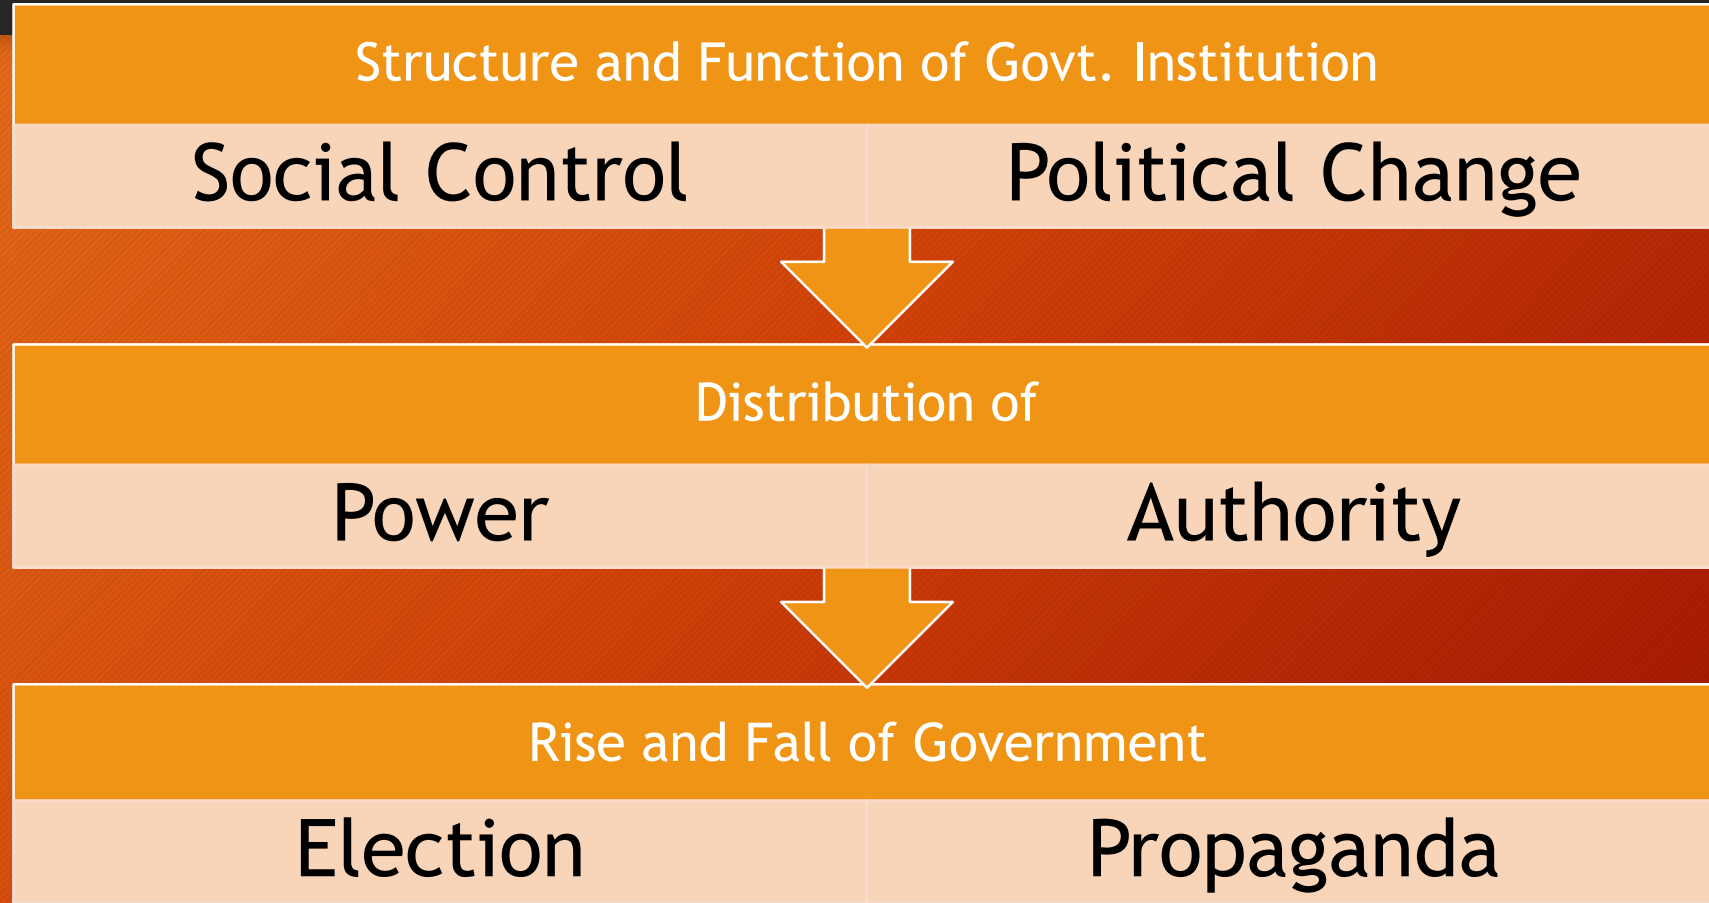 Structure and Function of Govt. Institution
Social Control Political Change
Distribution of
Power Authority
Rise and Fall of Government
Election Propaganda